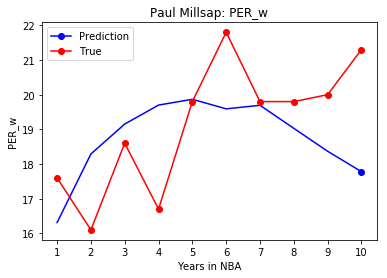 Paul Millsap: PER_w
Prediction
True
PER_w
22
21
20
19
18
17
16
1 2 3 4 5 6 7 8 9 10
Years in NBA